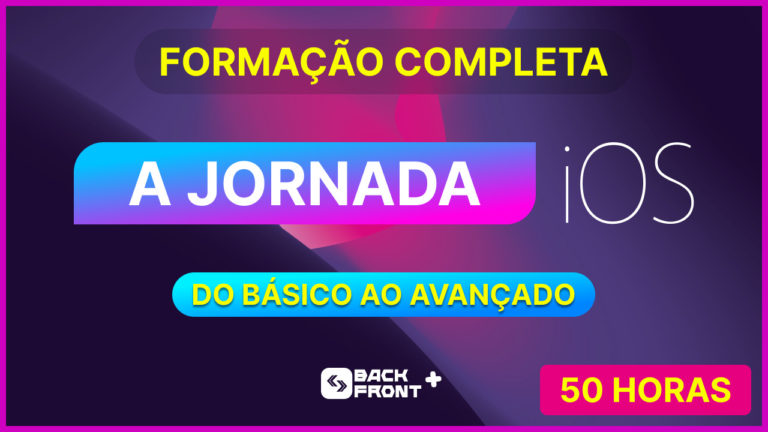 FORMAÇÃO COMPLETA
A JORNADA iOS
DO BÁSICO AO AVANÇADO
BACK
FRONT +
50 HORAS